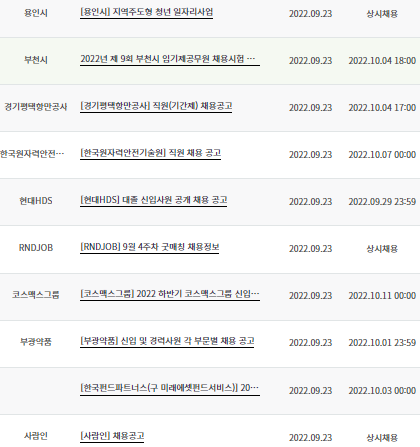 용인시 [용인시] 지역주도형 청년 일자리사업 2022.09.23 상시채용
부천시 2022년 제 9회 부천시 임기제공무원 채용시험 … 2022.09.23 2022.10.04 18:00
경기평택항만공사 [경기평택항만공사] 직원(기간제) 채용공고 2022.09.23 2022.10.04 17:00
한국원자력안전… [한국원자력안전기술원] 직원 채용 공고 2022.09.23 2022.10.07 00:00
현대HDS [현대HDS] 대졸 신입사원 공개 채용 공고 2022.09.23 2022.09.29 23:59
RNDJOB [RNDJOB] 9월 4주차 굿매칭 채용정보 2022.09.23 상시채용
코스맥스그룹 [코스맥스그룹] 2022 하반기 코스맥스그룹 신입… 2022.09.23 2022.10.11 00:00
부광약품 [부광약품] 신입 및 경력사원 각 부문별 채용 공고 2022.09.23 2022.10.01 23:59
[한국펀드파트너스(구 미래에셋펀드서비스)] 20… 2022.09.23 2022.10.03 00:00
사람인 [사람인] 채용공고 2022.09.23 상시채용